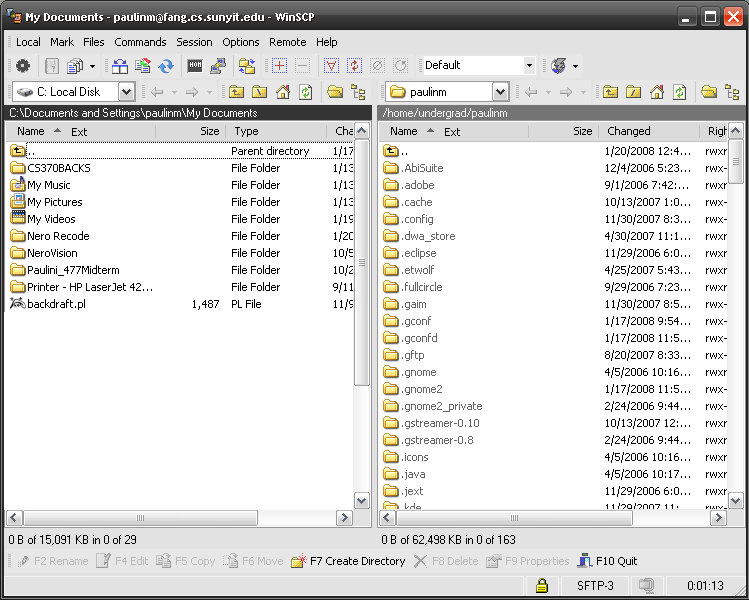 My Documents - paulinm@fang.cs.sunyit.edu - WinSCP
Local Mark Files Commands Session Options Remote Help
Default
C: Local Disk paulinm
C:\Documents and Settings\paulinm\My Documents /home/undergrad/paulinm
Name Ext Size Type Cha Name Ext Size Changed Righ
.. Parent directory 1/17 .. 1/20/2008 12:4... rwxr
CS370BACKS File Folder 1/13 .AbiSuite 12/4/2006 5:23... rwx-
My Music File Folder 1/13 .adobe 9/1/2006 7:42:... rwx-
My Pictures File Folder 1/13 .cache 10/13/2007 1:0... rwx-
My Videos File Folder 1/19 .config 11/30/2007 8:3... rwx-
Nero Recode File Folder 1/20 .dwa_store 4/30/2007 11:1... rwx-
NeroVision File Folder 10/5 .eclipse 11/29/2006 6:0... rwxr
Paulini_477Midterm File Folder 10/2 .etwolf 4/25/2007 5:43... rwxr
Printer - HP LaserJet 42... File Folder 9/11 .fullcircle 9/29/2006 7:23... rwxr
backdraft.pl 1,487 PL File 11/9 .gaim 11/30/2007 8:5... rwx-
.gconf 1/17/2008 9:54... rwx-
.gconfd 1/17/2008 11:5... rwx-
.gftp 8/20/2007 8:33... rwxr
.gnome 4/5/2006 10:16... rwx-
.gnome2 1/17/2008 11:5... rwx-
.gnome2_private 2/24/2006 9:44... rwx-
.gstreamer-0.10 10/13/2007 12:... rwxr
.gstreamer-0.8 2/24/2006 9:44... rwxr
.icons 4/5/2006 10:16... rwxr
.java 4/5/2006 10:17... rwxr
.jext 11/29/2006 6:0... rwxr
.kde 11/29/2007 11... rwx-
0 B of 15,091 KB in 0 of 29 0 B of 62,498 KB in 0 of 163
F2 Rename F4 Edit F5 Copy F6 Move F7 Create Directory F8 Delete F9 Properties F10 Quit
SFTP-3 0:01:13